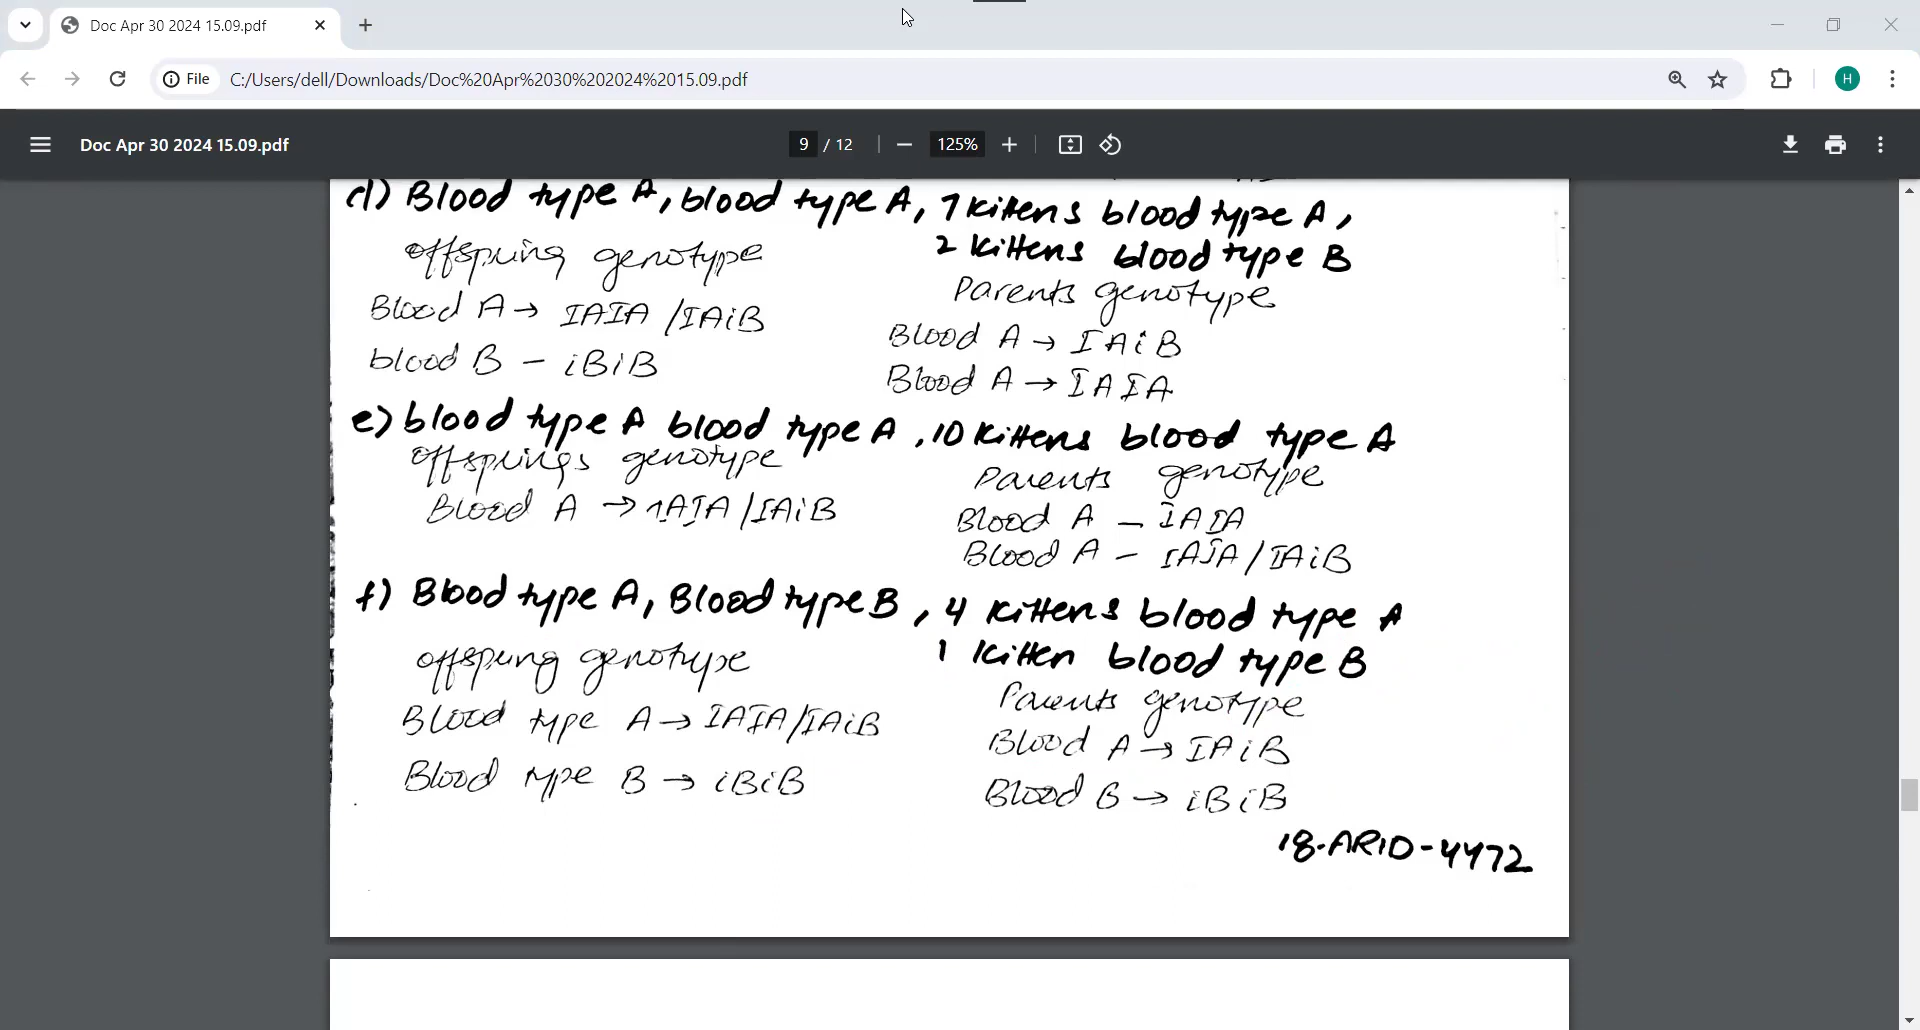 Doc Apr 30 2024 15.09.pdf
File C:/Users/dell/Downloads/Doc%20Apr%2030%202024%2015.09.pdf H
Doc Apr 30 2024 15.09.pdf 9 / 12 125%
d) Blood type A, blood type A, 7 kittens blood type A,
2 kittens blood type B
offspring genotype
Parents genotype
Blood A → IAIA / IAiB
Blood A → IAiB
blood B - iBiB
Blood A → IAIA
e) blood type A blood type A, 10 kittens blood type A
offsprings genotype
Parents genotype
Blood A → IAIA / IAiB
Blood A - IAIA
Blood A - IAIA / IAiB
f) Blood type A, Blood type B, 4 kittens blood type A
1 kitten blood type B
offspring genotype
Parents genotype
Blood type A → IAIA/IAiB
Blood A → IAiB
Blood type B → iBiB
Blood B → iBiB
18-ARID-4472